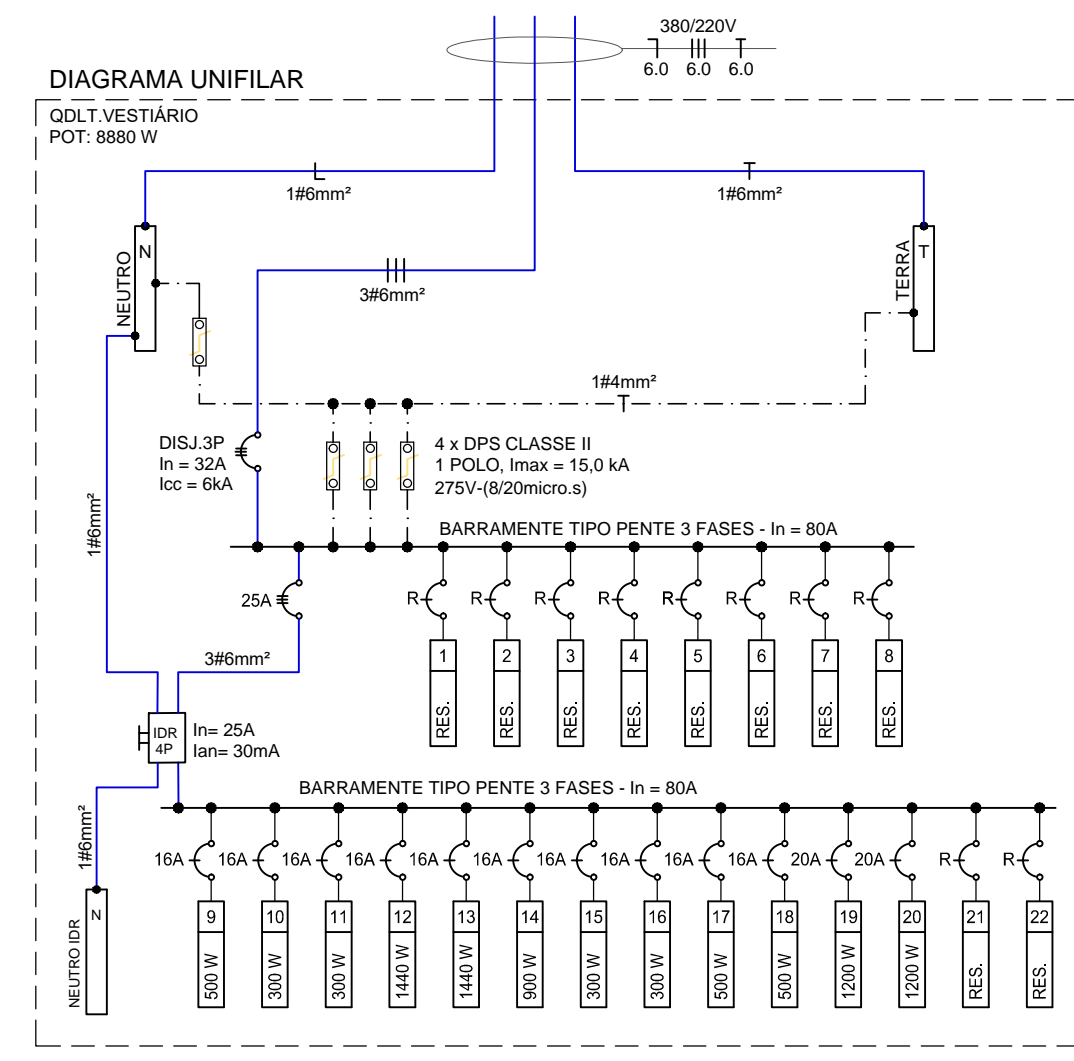 380/220V
6.0 6.0 6.0
DIAGRAMA UNIFILAR
QDLT.VESTIÁRIO
POT: 8880 W
1#6mm²
1#6mm²
N
NEUTRO
T
TERRA
3#6mm²
1#4mm²
DISJ.3P
In = 32A
Icc = 6kA
4 x DPS CLASSE II
1 POLO, Imax = 15,0 kA
275V-(8/20micro.s)
1#6mm²
BARRAMENTE TIPO PENTE 3 FASES - In = 80A
25A
R R R R R R R R
3#6mm²
1 2 3 4 5 6 7 8
RES. RES. RES. RES. RES. RES. RES. RES.
IDR
4P
In= 25A
Ian= 30mA
BARRAMENTE TIPO PENTE 3 FASES - In = 80A
1#6mm²
16A 16A 16A 16A 16A 16A 16A 16A 16A 16A 20A 20A R R
N
NEUTRO IDR
9 10 11 12 13 14 15 16 17 18 19 20 21 22
500 W 300 W 300 W 1440 W 1440 W 900 W 300 W 300 W 500 W 500 W 1200 W 1200 W RES. RES.